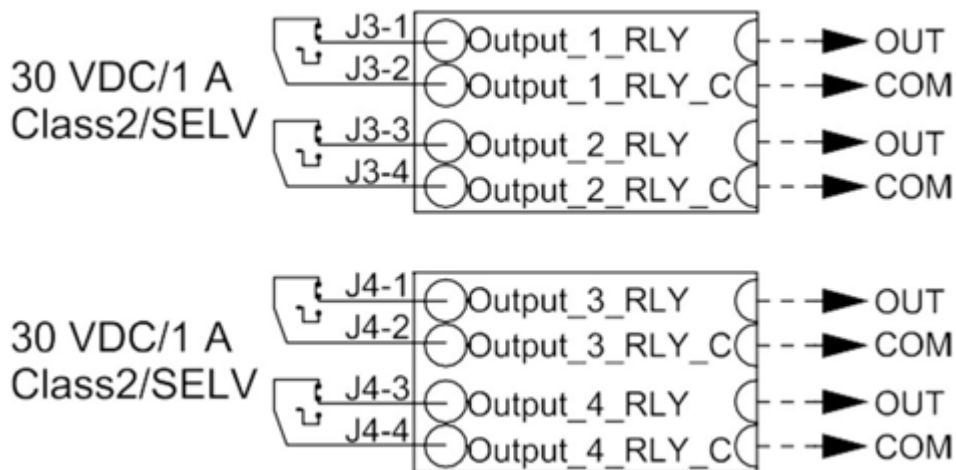 J3-1 Output_1_RLY OUT
J3-2 Output_1_RLY_C COM
30 VDC/1 A
Class2/SELV
J3-3 Output_2_RLY OUT
J3-4 Output_2_RLY_C COM
J4-1 Output_3_RLY OUT
J4-2 Output_3_RLY_C COM
30 VDC/1 A
Class2/SELV
J4-3 Output_4_RLY OUT
J4-4 Output_4_RLY_C COM